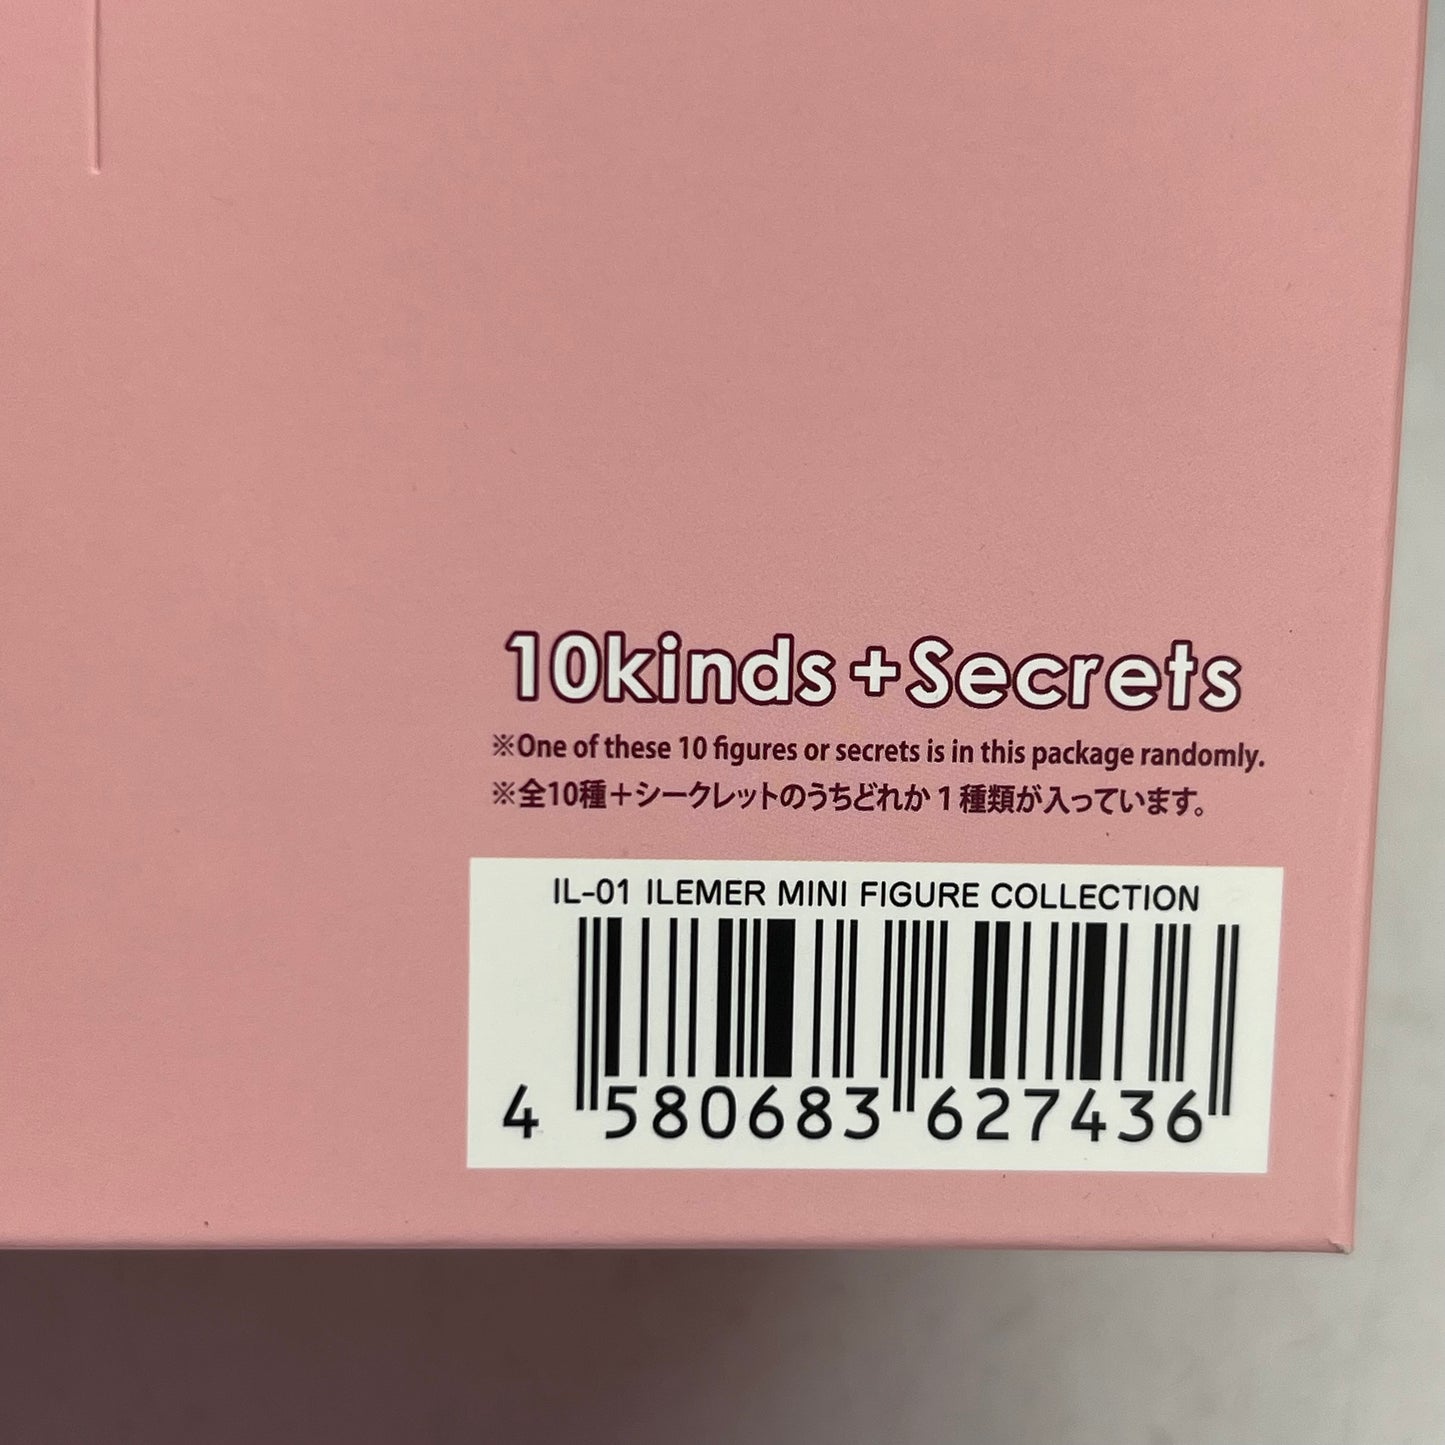 10kinds+Secrets
※One of these 10 figures or secrets is in this package randomly.
※全10種＋シークレットのうちどれか1種類が入っています。
IL-01 ILEMER MINI FIGURE COLLECTION
4 580683 627436